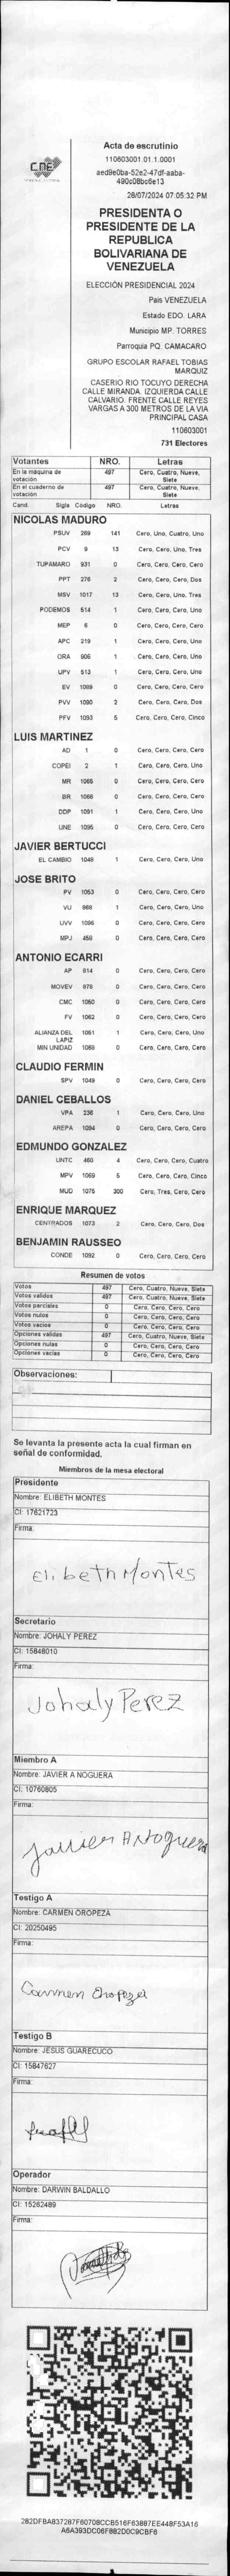 CNE
Acta de escrutinio
110603001.01.1.0001
aed9e0ba-52e2-47df-aaba-
490c08bc6e13
28/07/2024 07:05:32 PM
PRESIDENTA O
PRESIDENTE DE LA
REPUBLICA
BOLIVARIANA DE
VENEZUELA
ELECCIÓN PRESIDENCIAL 2024
Pais VENEZUELA
Estado EDO. LARA
Municipio MP. TORRES
Parroquia PQ. CAMACARO
GRUPO ESCOLAR RAFAEL TOBIAS
MARQUIZ
CASERIO RIO TOCUYO DERECHA
CALLE MIRANDA. IZQUIERDA CALLE
CALVARIO. FRENTE CALLE REYES
VARGAS A 300 METROS DE LA VIA
PRINCIPAL CASA
110603001
731 Electores
Votantes NRO. Letras
En la máquina de votación 497 Cero, Cuatro, Nueve, Siete
En el cuaderno de votación 497 Cero, Cuatro, Nueve, Siete
Cand. Sigla Código NRO. Letras
NICOLAS MADURO
PSUV 269 141 Cero, Uno, Cuatro, Uno
PCV 9 13 Cero, Cero, Uno, Tres
TUPAMARO 931 0 Cero, Cero, Cero, Cero
PPT 276 2 Cero, Cero, Cero, Dos
MSV 1017 13 Cero, Cero, Uno, Tres
PODEMOS 514 1 Cero, Cero, Cero, Uno
MEP 6 0 Cero, Cero, Cero, Cero
APC 219 1 Cero, Cero, Cero, Uno
ORA 906 1 Cero, Cero, Cero, Uno
UPV 513 1 Cero, Cero, Cero, Uno
EV 1089 0 Cero, Cero, Cero, Cero
PVV 1090 2 Cero, Cero, Cero, Dos
PFV 1093 5 Cero, Cero, Cero, Cinco
LUIS MARTINEZ
AD 1 0 Cero, Cero, Cero, Cero
COPEI 2 1 Cero, Cero, Cero, Uno
MR 1065 0 Cero, Cero, Cero, Cero
BR 1066 0 Cero, Cero, Cero, Cero
DDP 1091 1 Cero, Cero, Cero, Uno
UNE 1095 0 Cero, Cero, Cero, Cero
JAVIER BERTUCCI
EL CAMBIO 1048 1 Cero, Cero, Cero, Uno
JOSE BRITO
PV 1053 0 Cero, Cero, Cero, Cero
VU 968 1 Cero, Cero, Cero, Uno
UVV 1096 0 Cero, Cero, Cero, Cero
MPJ 459 0 Cero, Cero, Cero, Cero
ANTONIO ECARRI
AP 814 0 Cero, Cero, Cero, Cero
MOVEV 978 0 Cero, Cero, Cero, Cero
CMC 1050 0 Cero, Cero, Cero, Cero
FV 1062 0 Cero, Cero, Cero, Cero
ALIANZA DEL LAPIZ 1051 1 Cero, Cero, Cero, Uno
MIN UNIDAD 1069 0 Cero, Cero, Cero, Cero
CLAUDIO FERMIN
SPV 1049 0 Cero, Cero, Cero, Cero
DANIEL CEBALLOS
VPA 236 1 Cero, Cero, Cero, Uno
AREPA 1094 0 Cero, Cero, Cero, Cero
EDMUNDO GONZALEZ
UNTC 460 4 Cero, Cero, Cero, Cuatro
MPV 1069 5 Cero, Cero, Cero, Cinco
MUD 1075 300 Cero, Tres, Cero, Cero
ENRIQUE MARQUEZ
CENTRADOS 1073 2 Cero, Cero, Cero, Dos
BENJAMIN RAUSSEO
CONDE 1092 0 Cero, Cero, Cero, Cero
Resumen de votos
Votos 497 Cero, Cuatro, Nueve, Siete
Votos validos 497 Cero, Cuatro, Nueve, Siete
Votos parciales 0 Cero, Cero, Cero, Cero
Votos nulos 0 Cero, Cero, Cero, Cero
Votos vacios 0 Cero, Cero, Cero, Cero
Opciones validas 497 Cero, Cuatro, Nueve, Siete
Opciones nulas 0 Cero, Cero, Cero, Cero
Opciones vacias 0 Cero, Cero, Cero, Cero
Observaciones:
Se levanta la presente acta la cual firman en
señal de conformidad.
Miembros de la mesa electoral
Presidente
Nombre: ELIBETH MONTES
CI: 17621723
Firma:
Elibeth Montes
Secretario
Nombre: JOHALY PEREZ
CI: 15848010
Firma:
Johaly Perez
Miembro A
Nombre: JAVIER A NOGUERA
CI: 10760805
Firma:
Javier A Noguera
Testigo A
Nombre: CARMEN OROPEZA
CI: 20250495
Firma:
Carmen Oropeza
Testigo B
Nombre: JESUS GUARECUCO
CI: 15847627
Firma:
Operador
Nombre: DARWIN BALDALLO
CI: 15262489
Firma:
282DFBA837287F60708CCB516F63887EE448F53A16
A6A393DC06F882D0C9CBF6